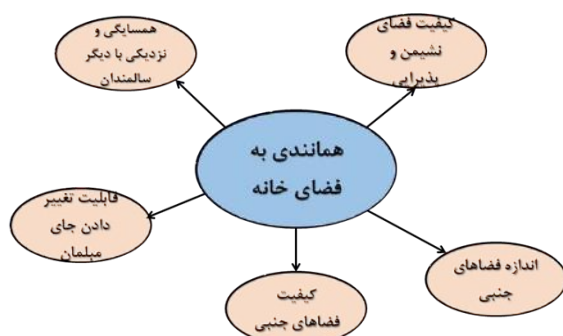 همسایگی و
نزدیکی با دیگر
سالمندان
کیفیت فضای
نشیمن و
پذیرایی
همانندی به
فضای خانه
قابلیت تغییر
دادن جای
مبلمان
کیفیت
فضاهای جنبی
اندازه فضاهای
جنبی